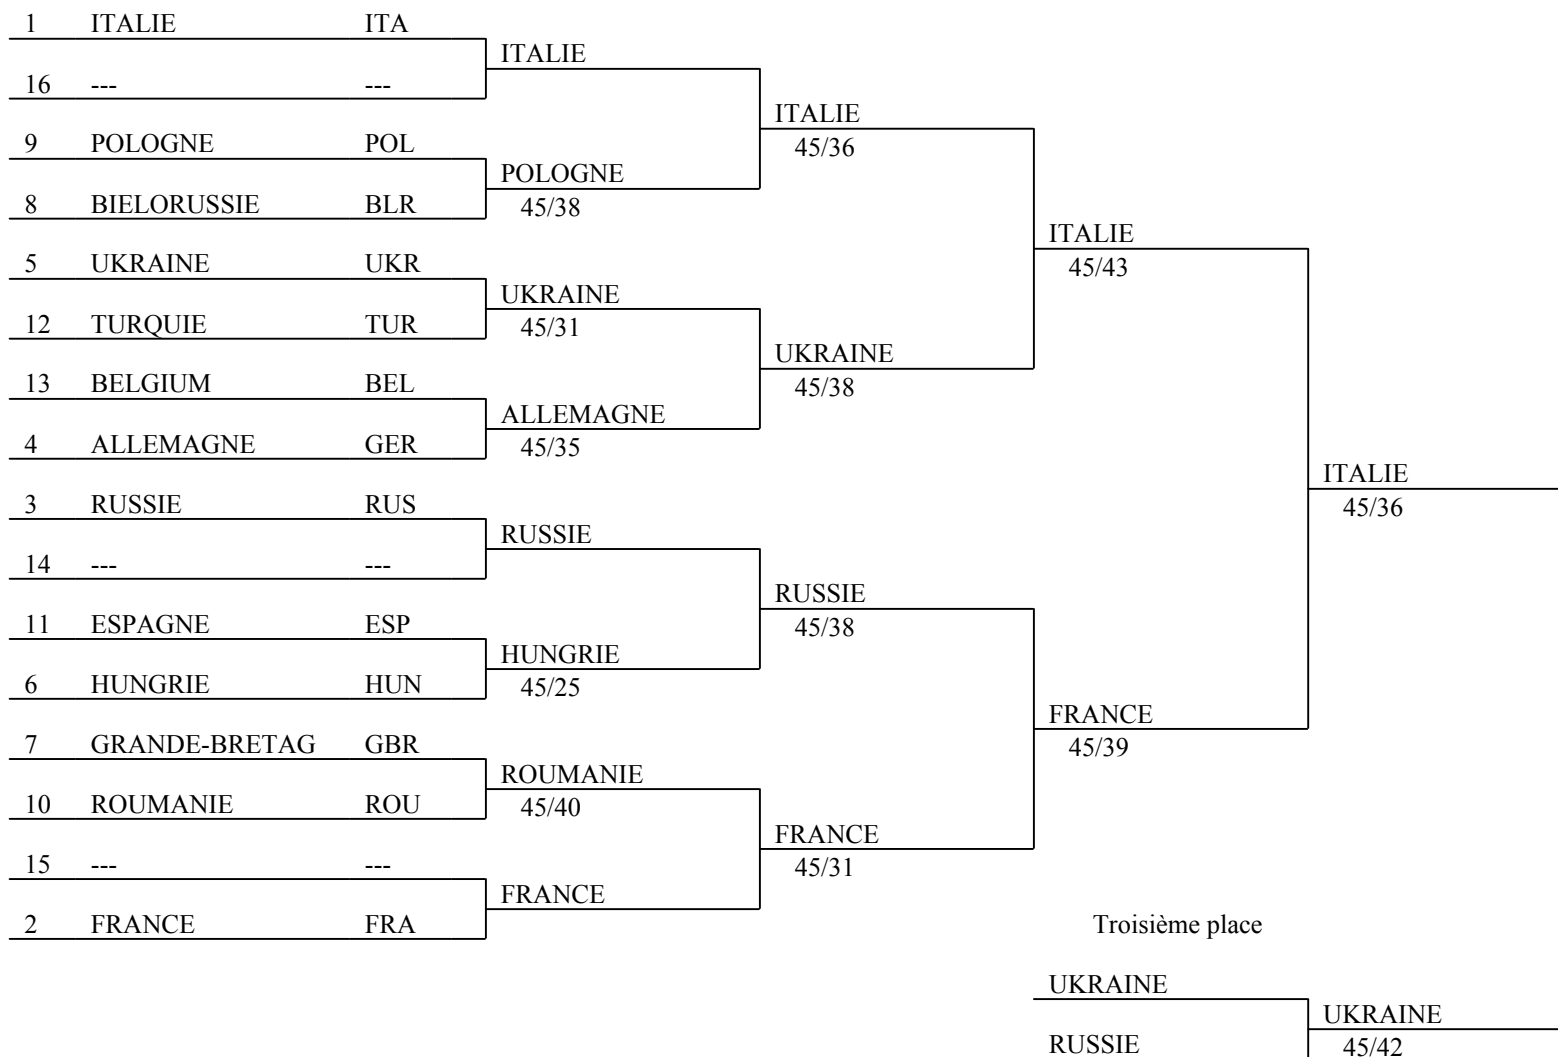 1 ITALIE ITA
ITALIE
16 --- ---
ITALIE
45/36
9 POLOGNE POL
POLOGNE
45/38
8 BIELORUSSIE BLR
ITALIE
45/43
5 UKRAINE UKR
UKRAINE
45/31
12 TURQUIE TUR
UKRAINE
45/38
13 BELGIUM BEL
ALLEMAGNE
45/35
4 ALLEMAGNE GER
ITALIE
45/36
3 RUSSIE RUS
RUSSIE
14 --- ---
RUSSIE
45/38
11 ESPAGNE ESP
HUNGRIE
45/25
6 HUNGRIE HUN
FRANCE
45/39
7 GRANDE-BRETAG GBR
ROUMANIE
45/40
10 ROUMANIE ROU
FRANCE
45/31
15 --- ---
FRANCE
2 FRANCE FRA
Troisième place
UKRAINE
UKRAINE
45/42
RUSSIE